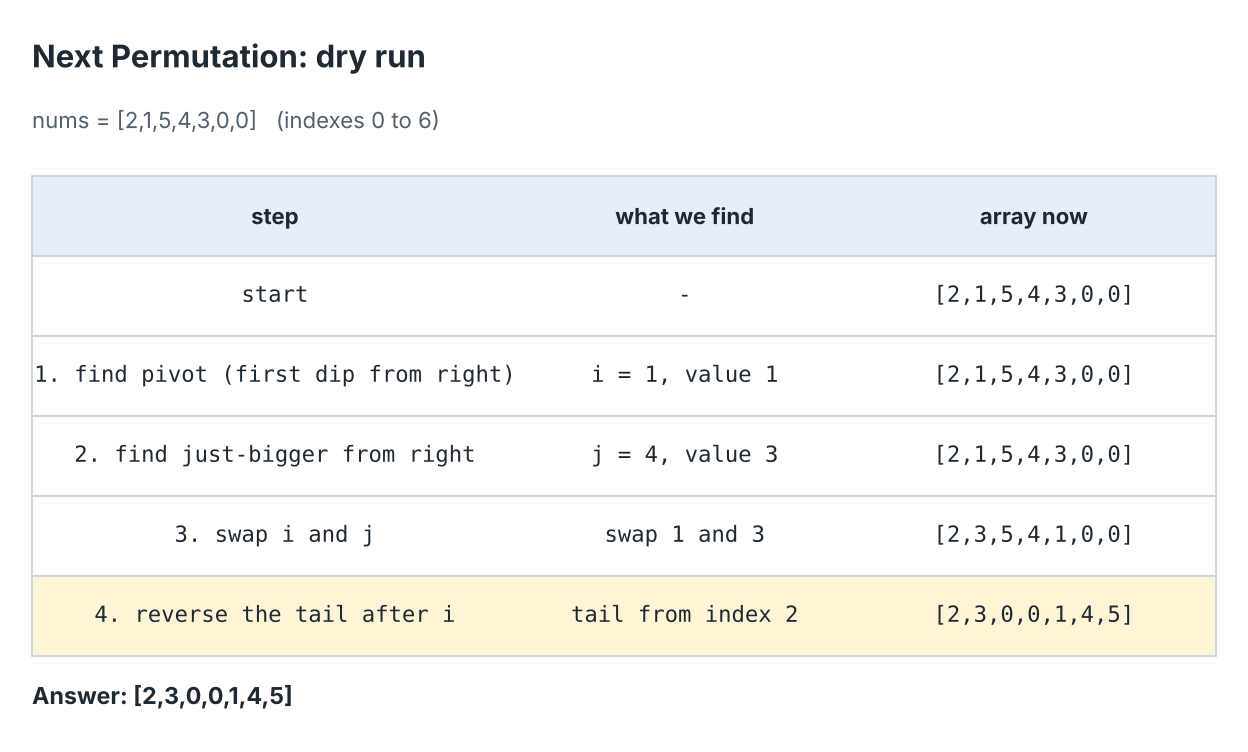 Next Permutation: dry run
nums = [2,1,5,4,3,0,0] (indexes 0 to 6)
step what we find array now
start - [2,1,5,4,3,0,0]
1. find pivot (first dip from right) i = 1, value 1 [2,1,5,4,3,0,0]
2. find just-bigger from right j = 4, value 3 [2,1,5,4,3,0,0]
3. swap i and j swap 1 and 3 [2,3,5,4,1,0,0]
4. reverse the tail after i tail from index 2 [2,3,0,0,1,4,5]
Answer: [2,3,0,0,1,4,5]